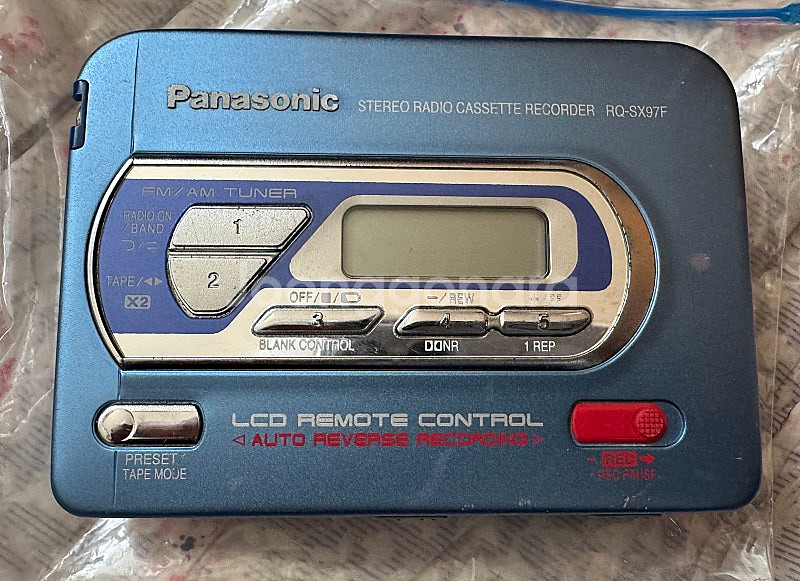 Panasonic STEREO RADIO CASSETTE RECORDER RQ-SX97F
FM/AM TUNER
RADIO ON
/BAND
1
TAPE/◄►
2
X2
OFF/■/
−/REW
3
4
5
BLANK CONTROL
NR
1 REP
LCD REMOTE CONTROL
◁ AUTO REVERSE RECORDING ▷
PRESET/
TAPE MODE
− REC →
• REC PAUSE